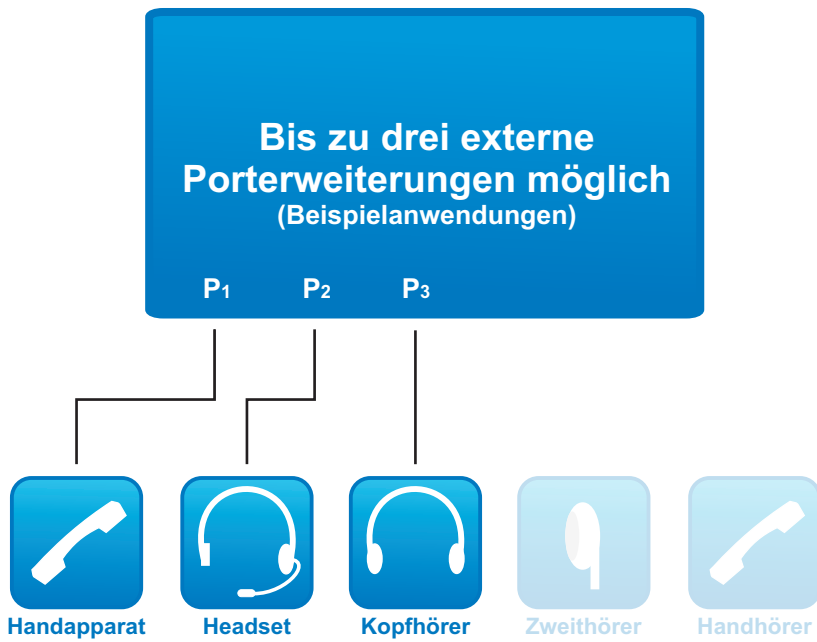 Bis zu drei externe
Porterweiterungen möglich
(Beispielanwendungen)
P1 P2 P3
Handapparat Headset Kopfhörer Zweithörer Handhörer